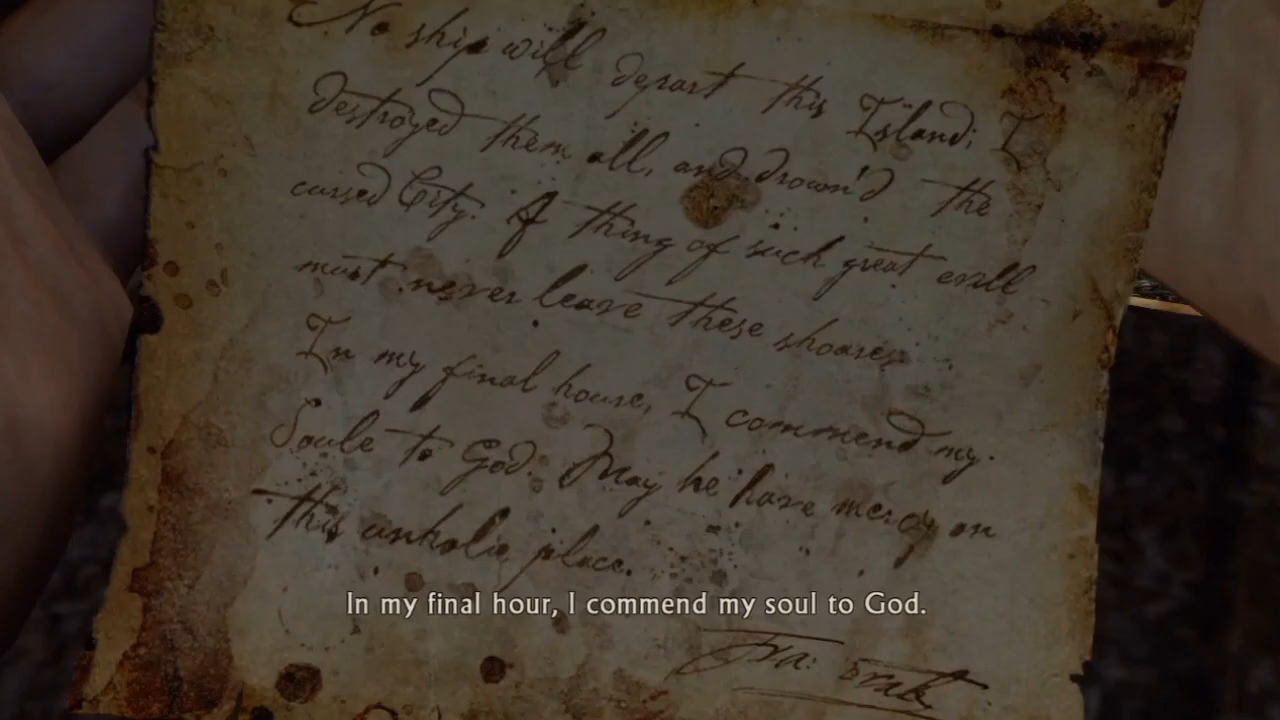 No ship will depart this Island; I
destroyed them all, and drown'd the
cursed City. A thing of such great evill
must never leave these shoares.
In my final houre, I commend my
Soule to God. May he have mercy on
this unholie place.
In my final hour, I commend my soul to God.
Fra: Drake